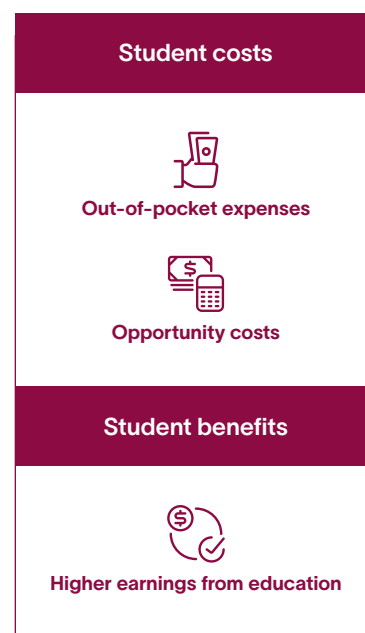 Student costs
Out-of-pocket expenses
$
Opportunity costs
Student benefits
$
Higher earnings from education